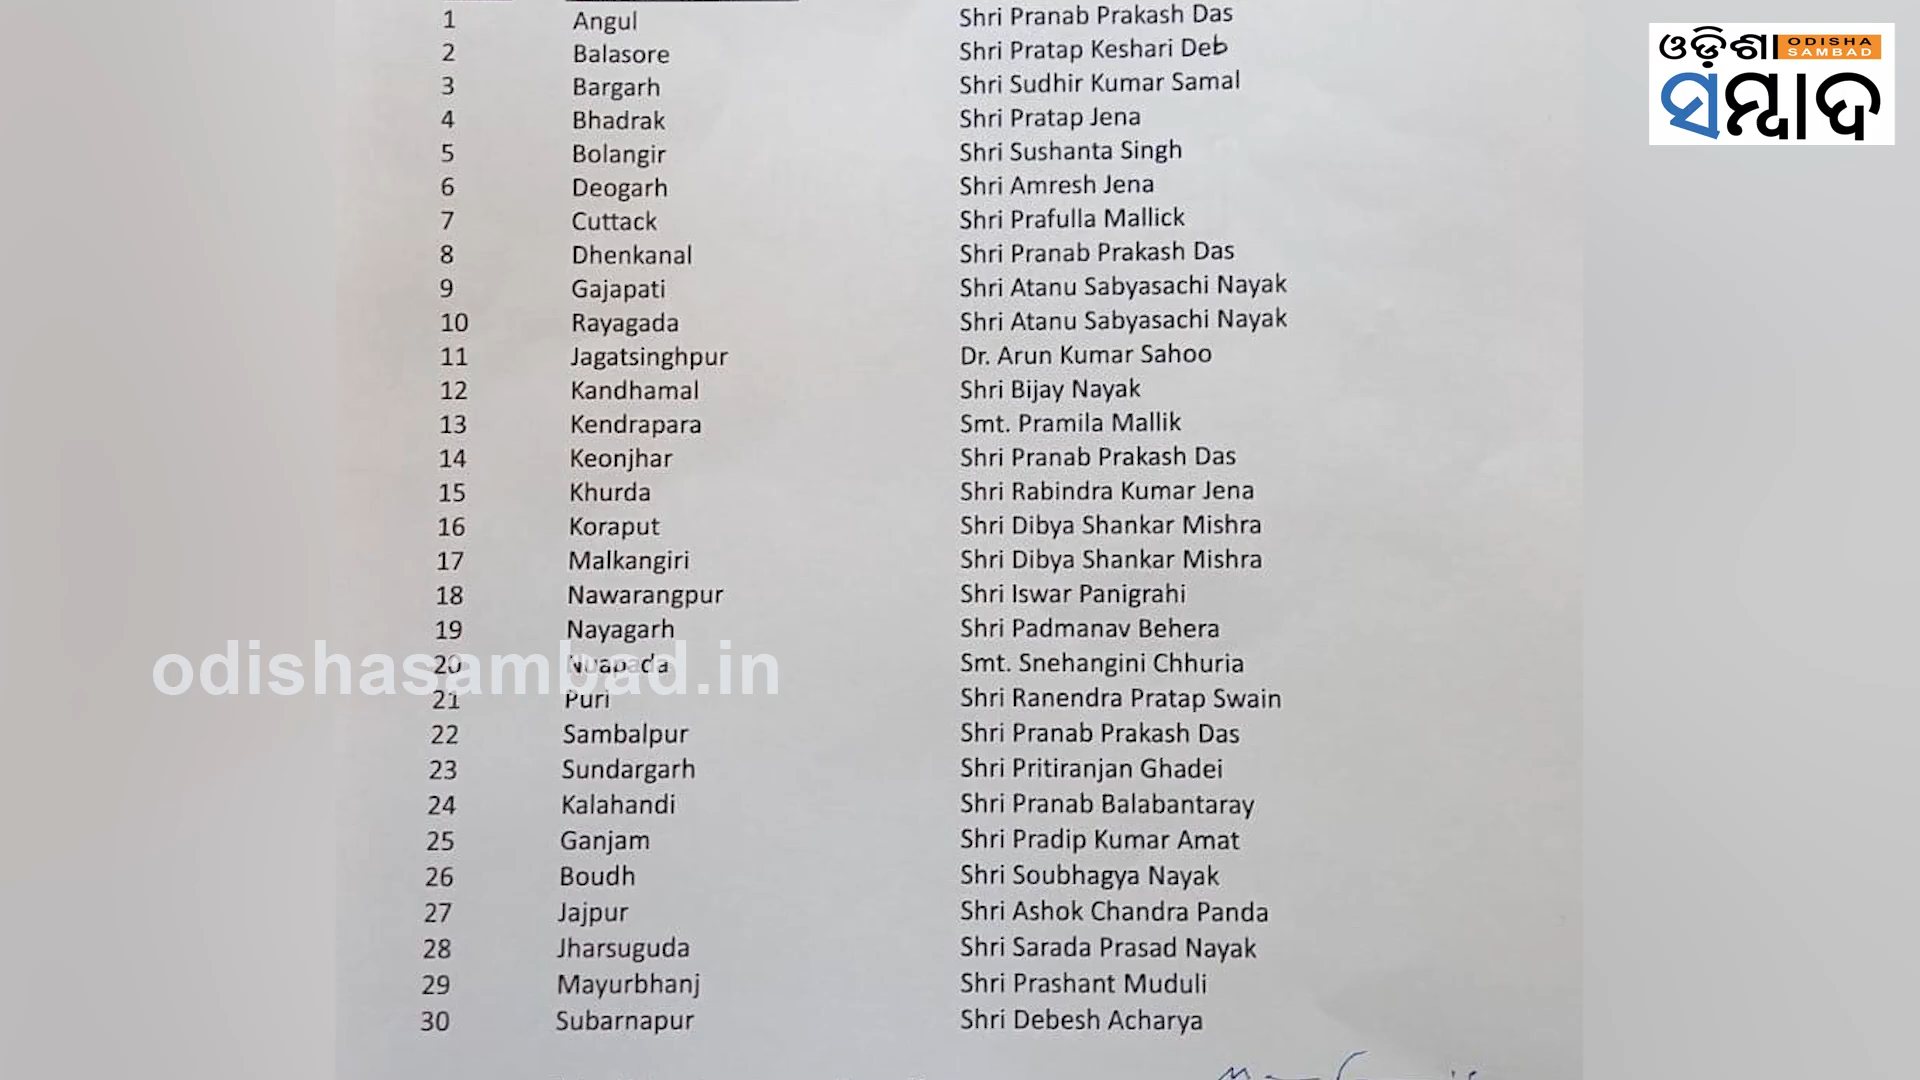 1 Angul Shri Pranab Prakash Das
2 Balasore Shri Pratap Keshari Deb
3 Bargarh Shri Sudhir Kumar Samal
4 Bhadrak Shri Pratap Jena
5 Bolangir Shri Sushanta Singh
6 Deogarh Shri Amresh Jena
7 Cuttack Shri Prafulla Mallick
8 Dhenkanal Shri Pranab Prakash Das
9 Gajapati Shri Atanu Sabyasachi Nayak
10 Rayagada Shri Atanu Sabyasachi Nayak
11 Jagatsinghpur Dr. Arun Kumar Sahoo
12 Kandhamal Shri Bijay Nayak
13 Kendrapara Smt. Pramila Mallik
14 Keonjhar Shri Pranab Prakash Das
15 Khurda Shri Rabindra Kumar Jena
16 Koraput Shri Dibya Shankar Mishra
17 Malkangiri Shri Dibya Shankar Mishra
18 Nawarangpur Shri Iswar Panigrahi
19 Nayagarh Shri Padmanav Behera
20 Nuapada Smt. Snehangini Chhuria
21 Puri Shri Ranendra Pratap Swain
22 Sambalpur Shri Pranab Prakash Das
23 Sundargarh Shri Pritiranjan Ghadei
24 Kalahandi Shri Pranab Balabantaray
25 Ganjam Shri Pradip Kumar Amat
26 Boudh Shri Soubhagya Nayak
27 Jajpur Shri Ashok Chandra Panda
28 Jharsuguda Shri Sarada Prasad Nayak
29 Mayurbhanj Shri Prashant Muduli
30 Subarnapur Shri Debesh Acharya
ଓଡ଼ିଶା ODISHA SAMBAD
ସମ୍ବାଦ
odishasambad.in